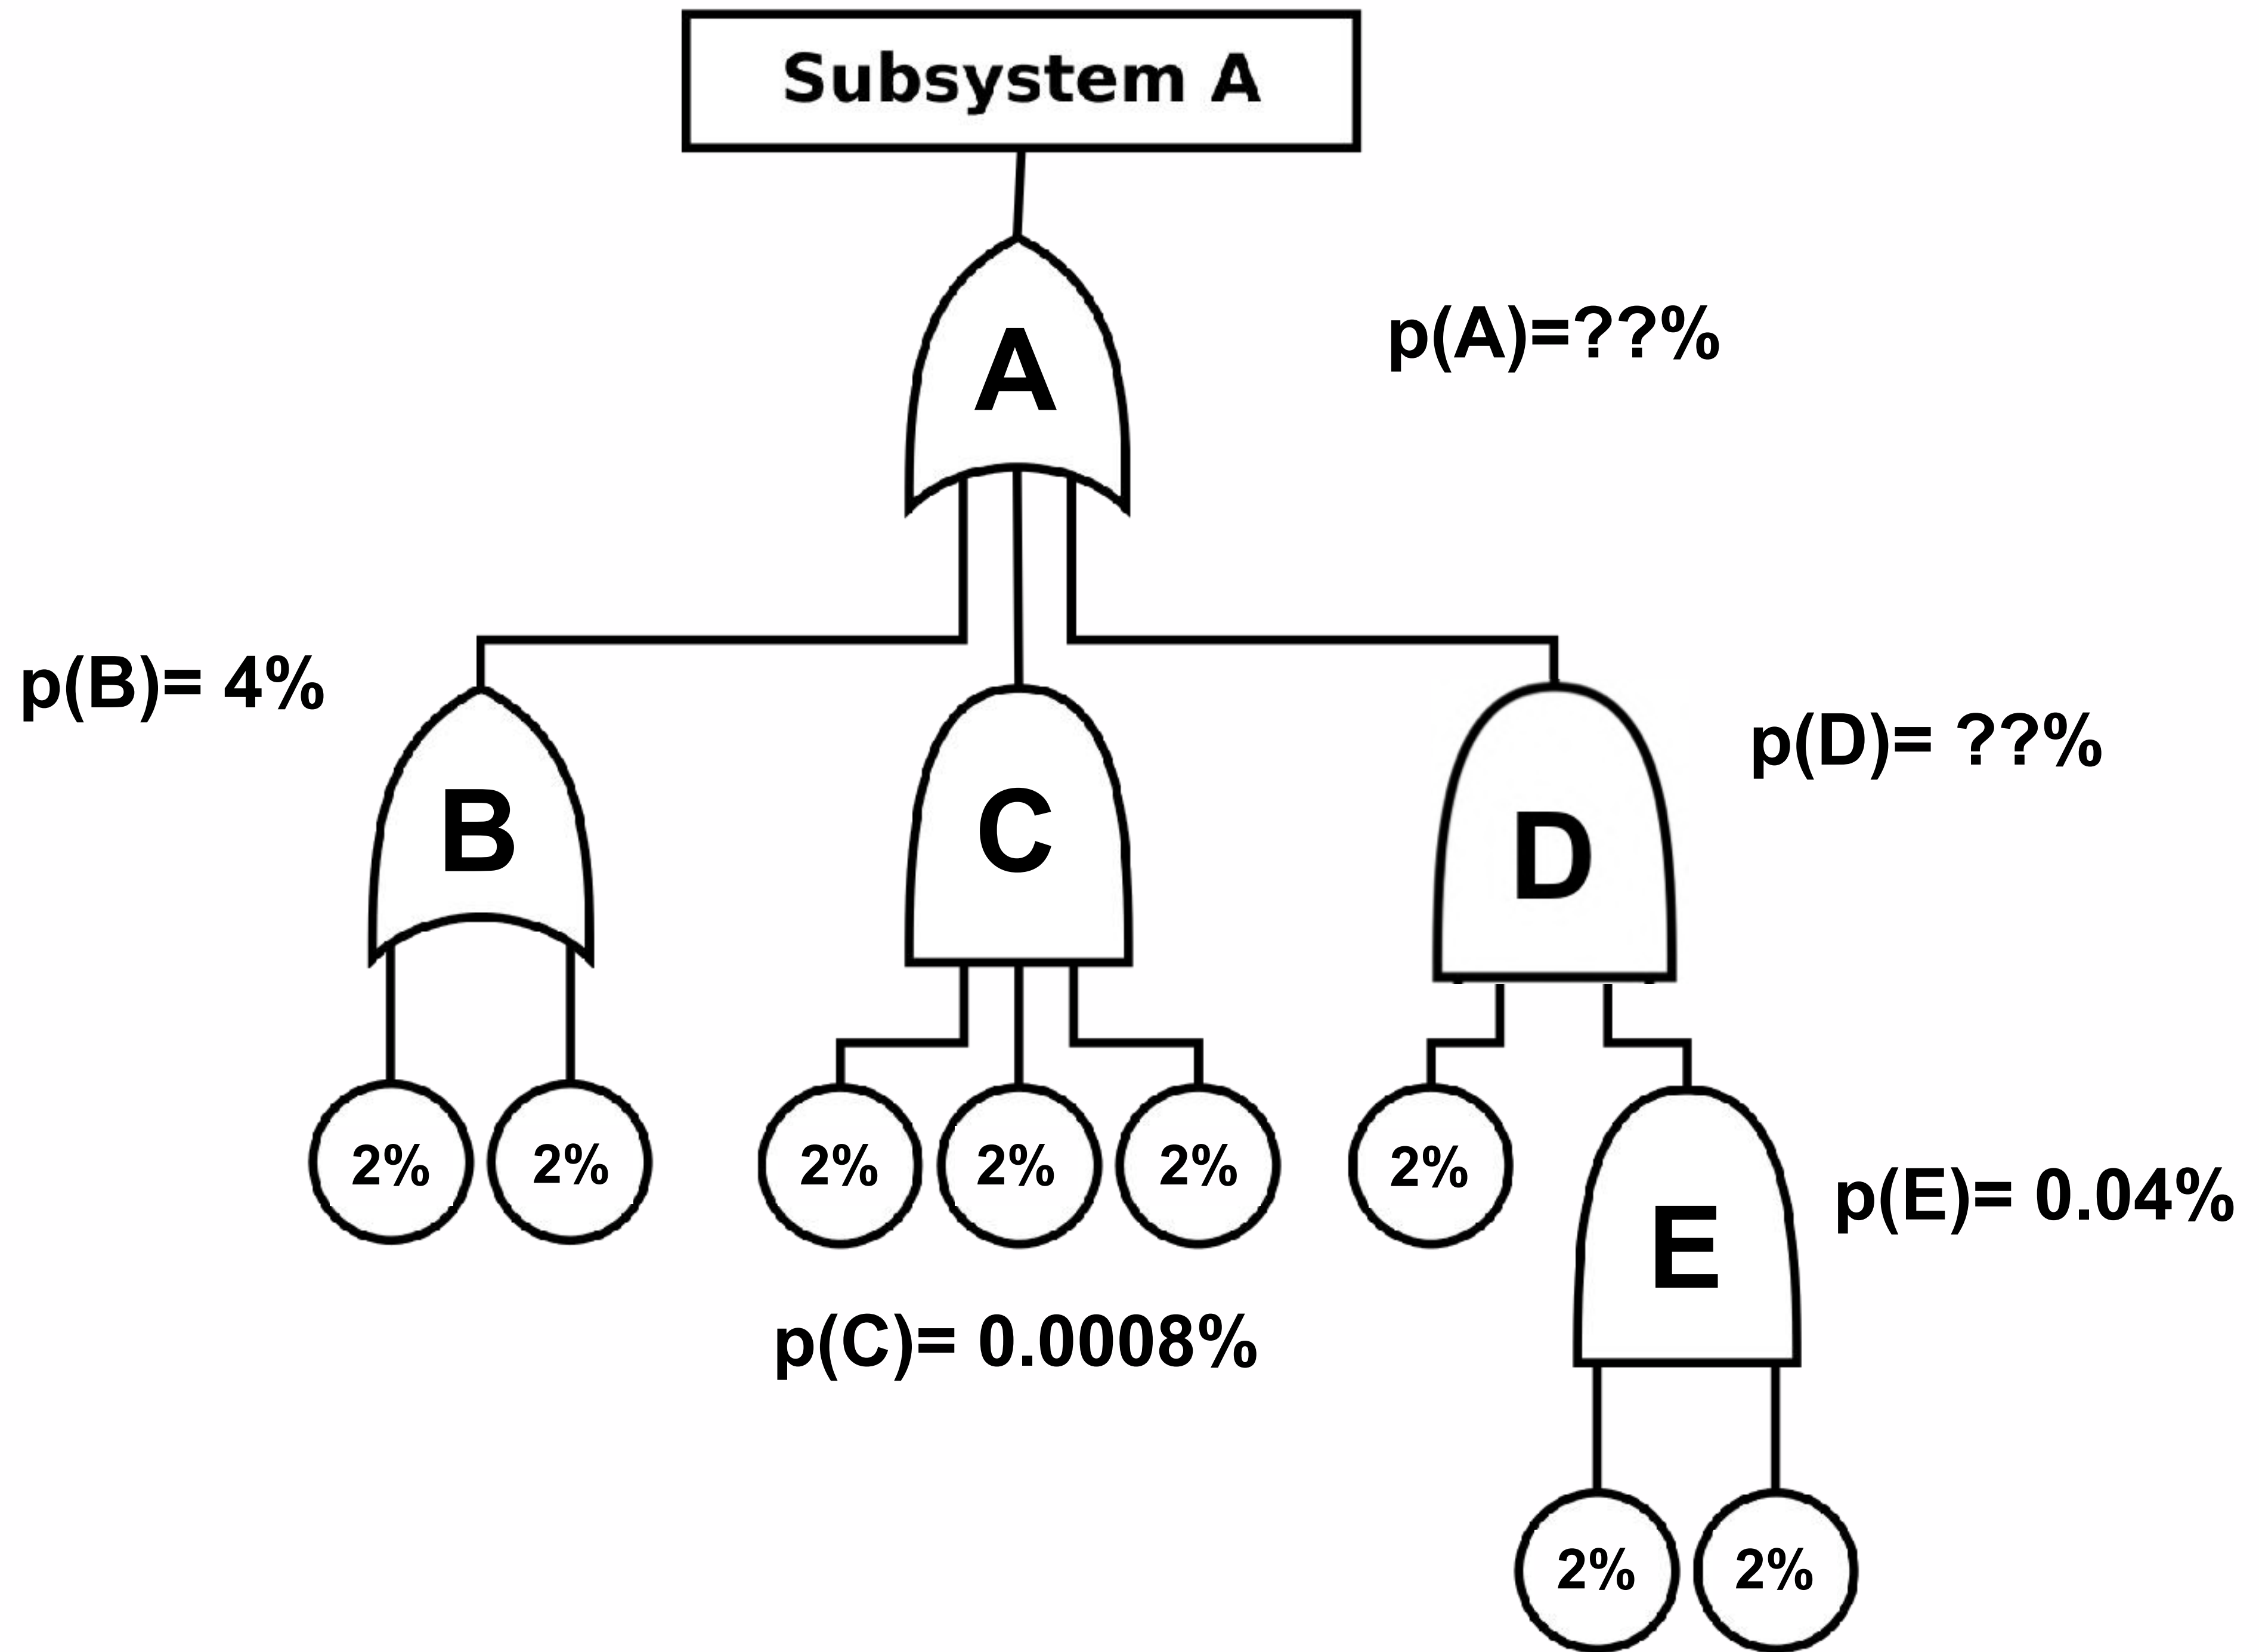 Subsystem A
A
p(A)=??%
p(B)= 4%
B
C
D
p(D)= ??%
2%
2%
2%
2%
2%
2%
E
p(E)= 0.04%
p(C)= 0.0008%
2%
2%